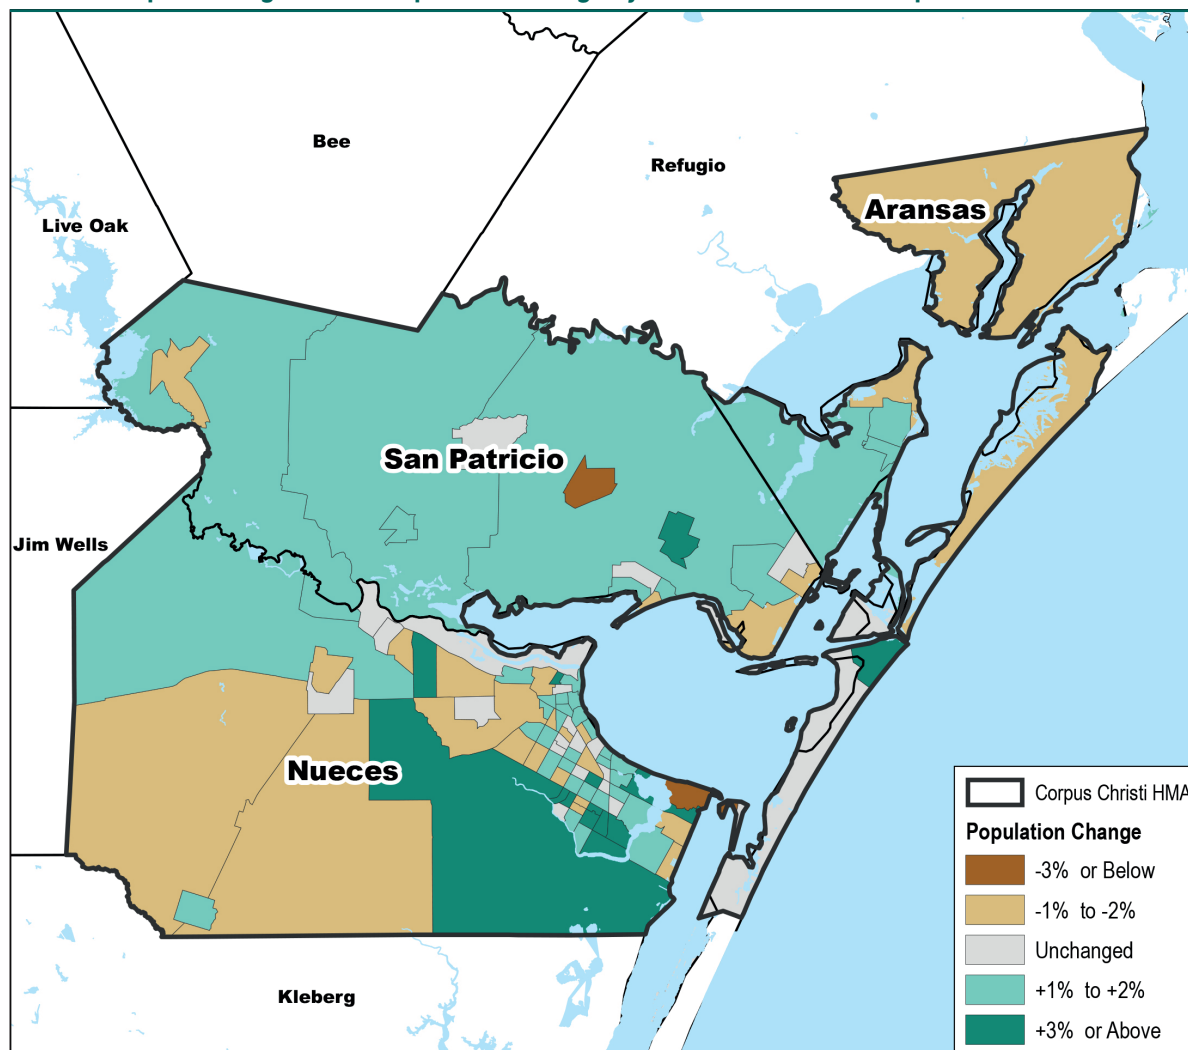 Bee
Refugio
Aransas
Live Oak
San Patricio
Jim Wells
Nueces
Kleberg
Corpus Christi HMA
Population Change
-3% or Below
-1% to -2%
Unchanged
+1% to +2%
+3% or Above